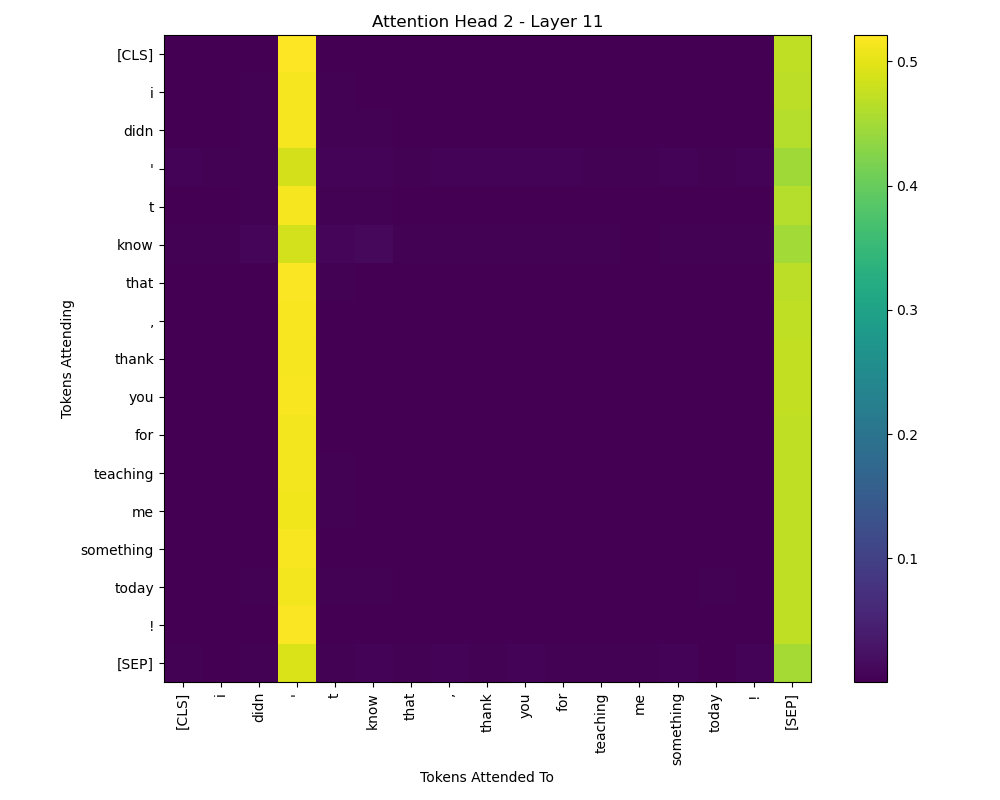 Attention Head 2 - Layer 11
[CLS]
i
didn
'
t
know
that
,
thank
you
for
teaching
me
something
today
!
[SEP]
Tokens Attending
[CLS]
i
didn
'
t
know
that
,
thank
you
for
teaching
me
something
today
!
[SEP]
Tokens Attended To
0.5
0.4
0.3
0.2
0.1